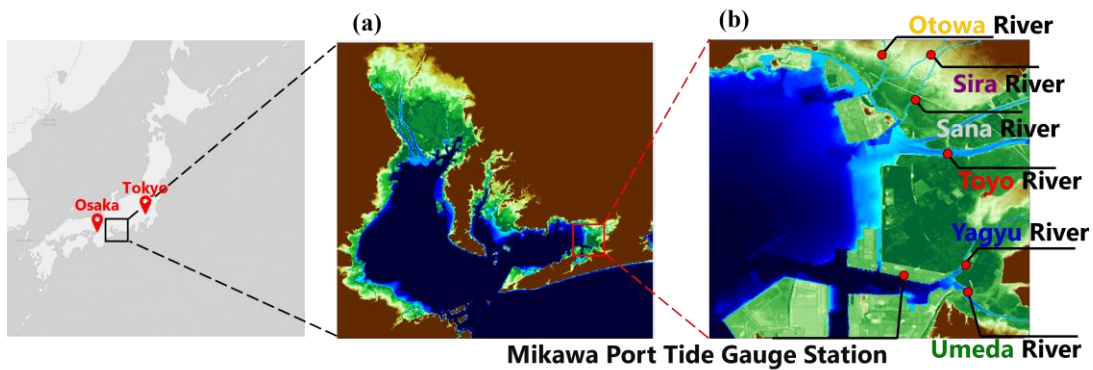 (a)
(b)
Otowa River
Sira River
Sana River
Toyo River
Yagyu River
Umeda River
Tokyo
Osaka
Mikawa Port Tide Gauge Station